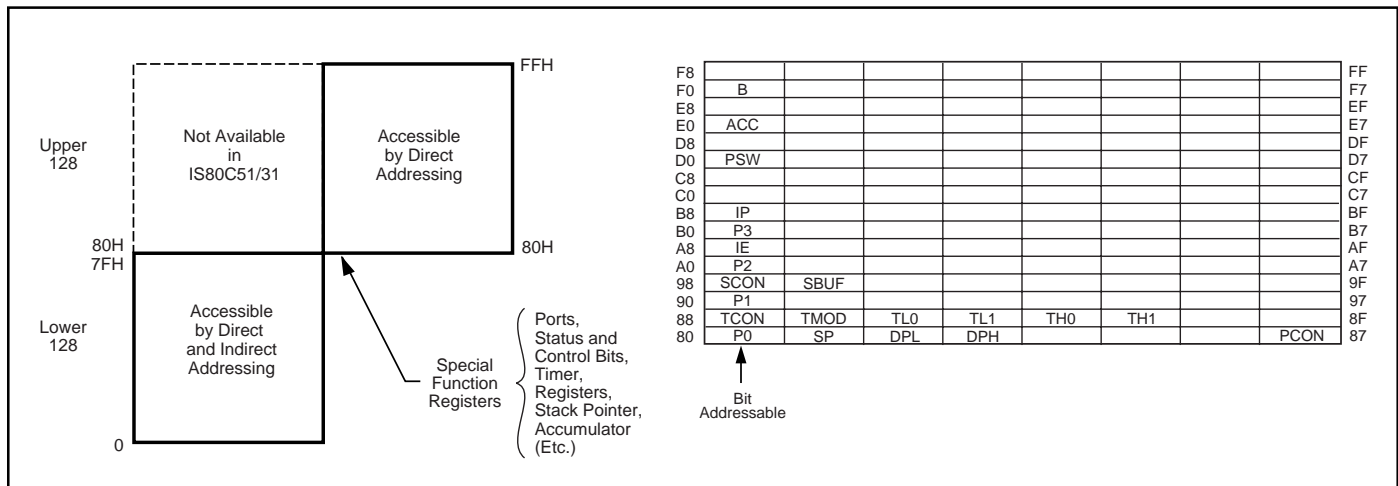 FFH
Upper
128
Not Available
in
IS80C51/31
Accessible
by Direct
Addressing
80H
7FH
80H
Lower
128
Accessible
by Direct
and Indirect
Addressing
0
Special
Function
Registers
Ports,
Status and
Control Bits,
Timer,
Registers,
Stack Pointer,
Accumulator
(Etc.)
F8 FF
F0 B F7
E8 EF
E0 ACC E7
D8 DF
D0 PSW D7
C8 CF
C0 C7
B8 IP BF
B0 P3 B7
A8 IE AF
A0 P2 A7
98 SCON SBUF 9F
90 P1 97
88 TCON TMOD TL0 TL1 TH0 TH1 8F
80 P0 SP DPL DPH PCON 87
Bit
Addressable